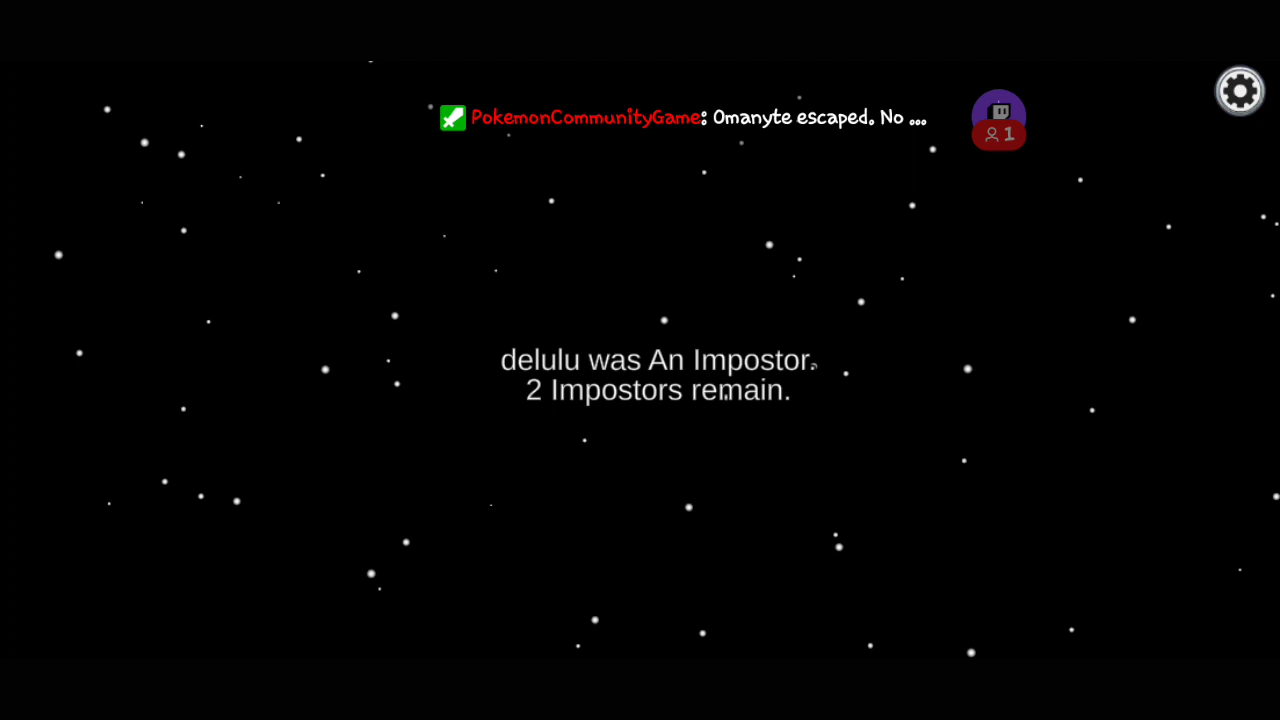 PokemonCommunityGame: Omanyte escaped. No ...
1
delulu was An Impostor.
2 Impostors remain.